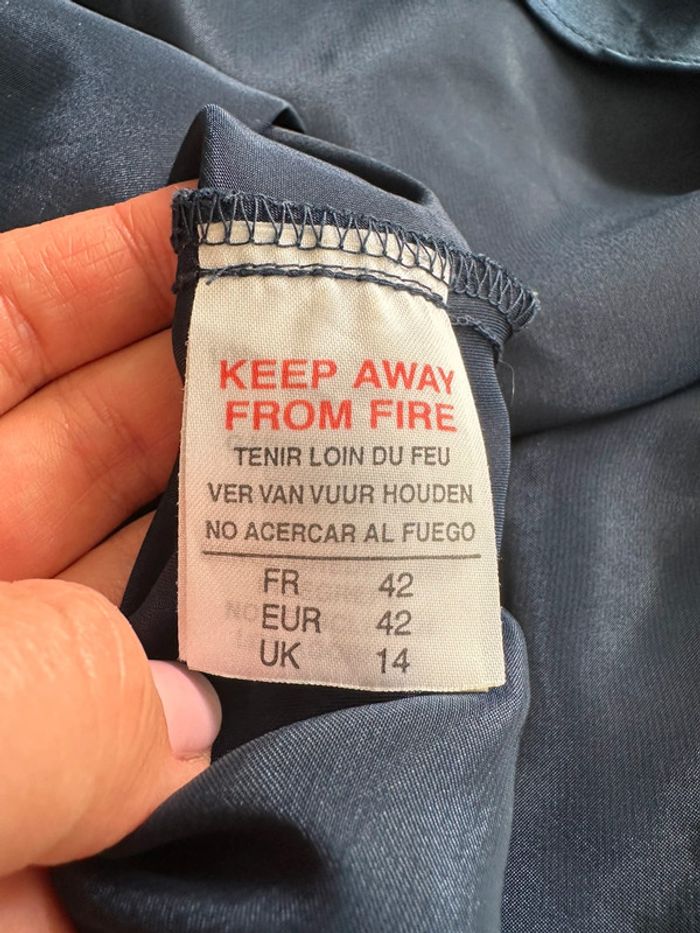 KEEP AWAY
FROM FIRE
TENIR LOIN DU FEU
VER VAN VUUR HOUDEN
NO ACERCAR AL FUEGO
FR 42
EUR 42
UK 14